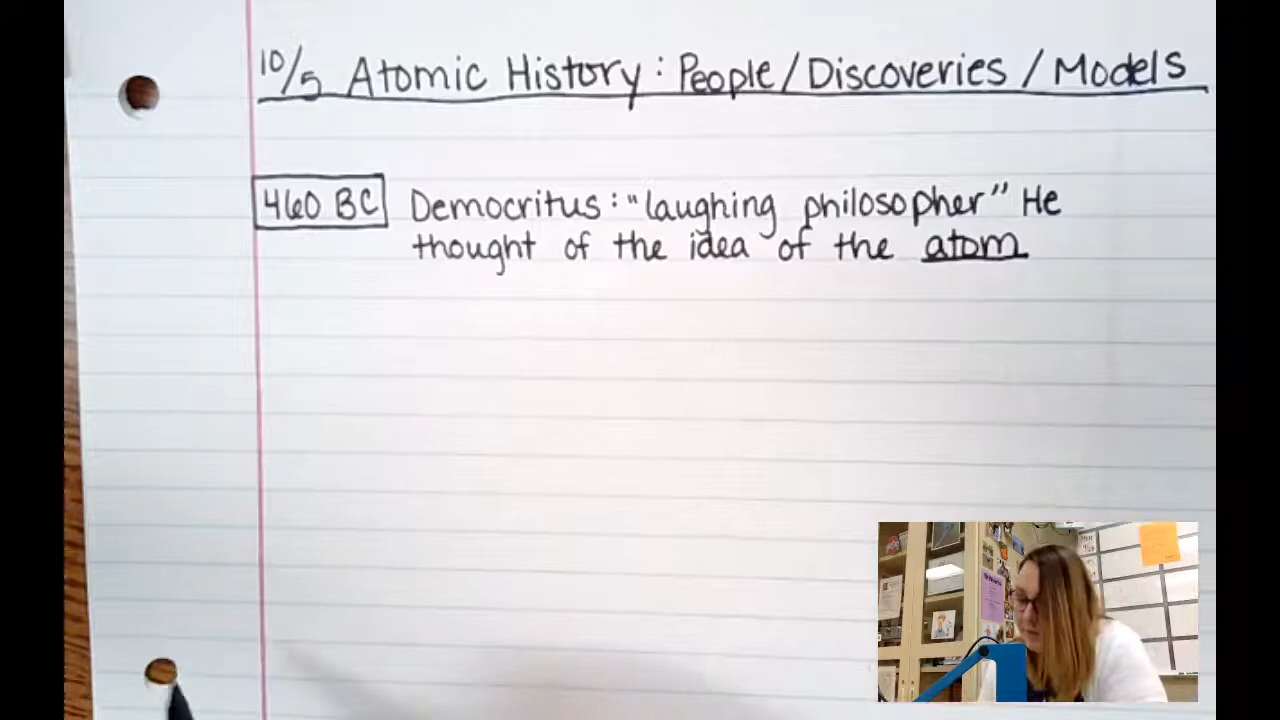 10/5 Atomic History: People/Discoveries/Models
460 BC Democritus: "laughing philosopher" He
thought of the idea of the atom